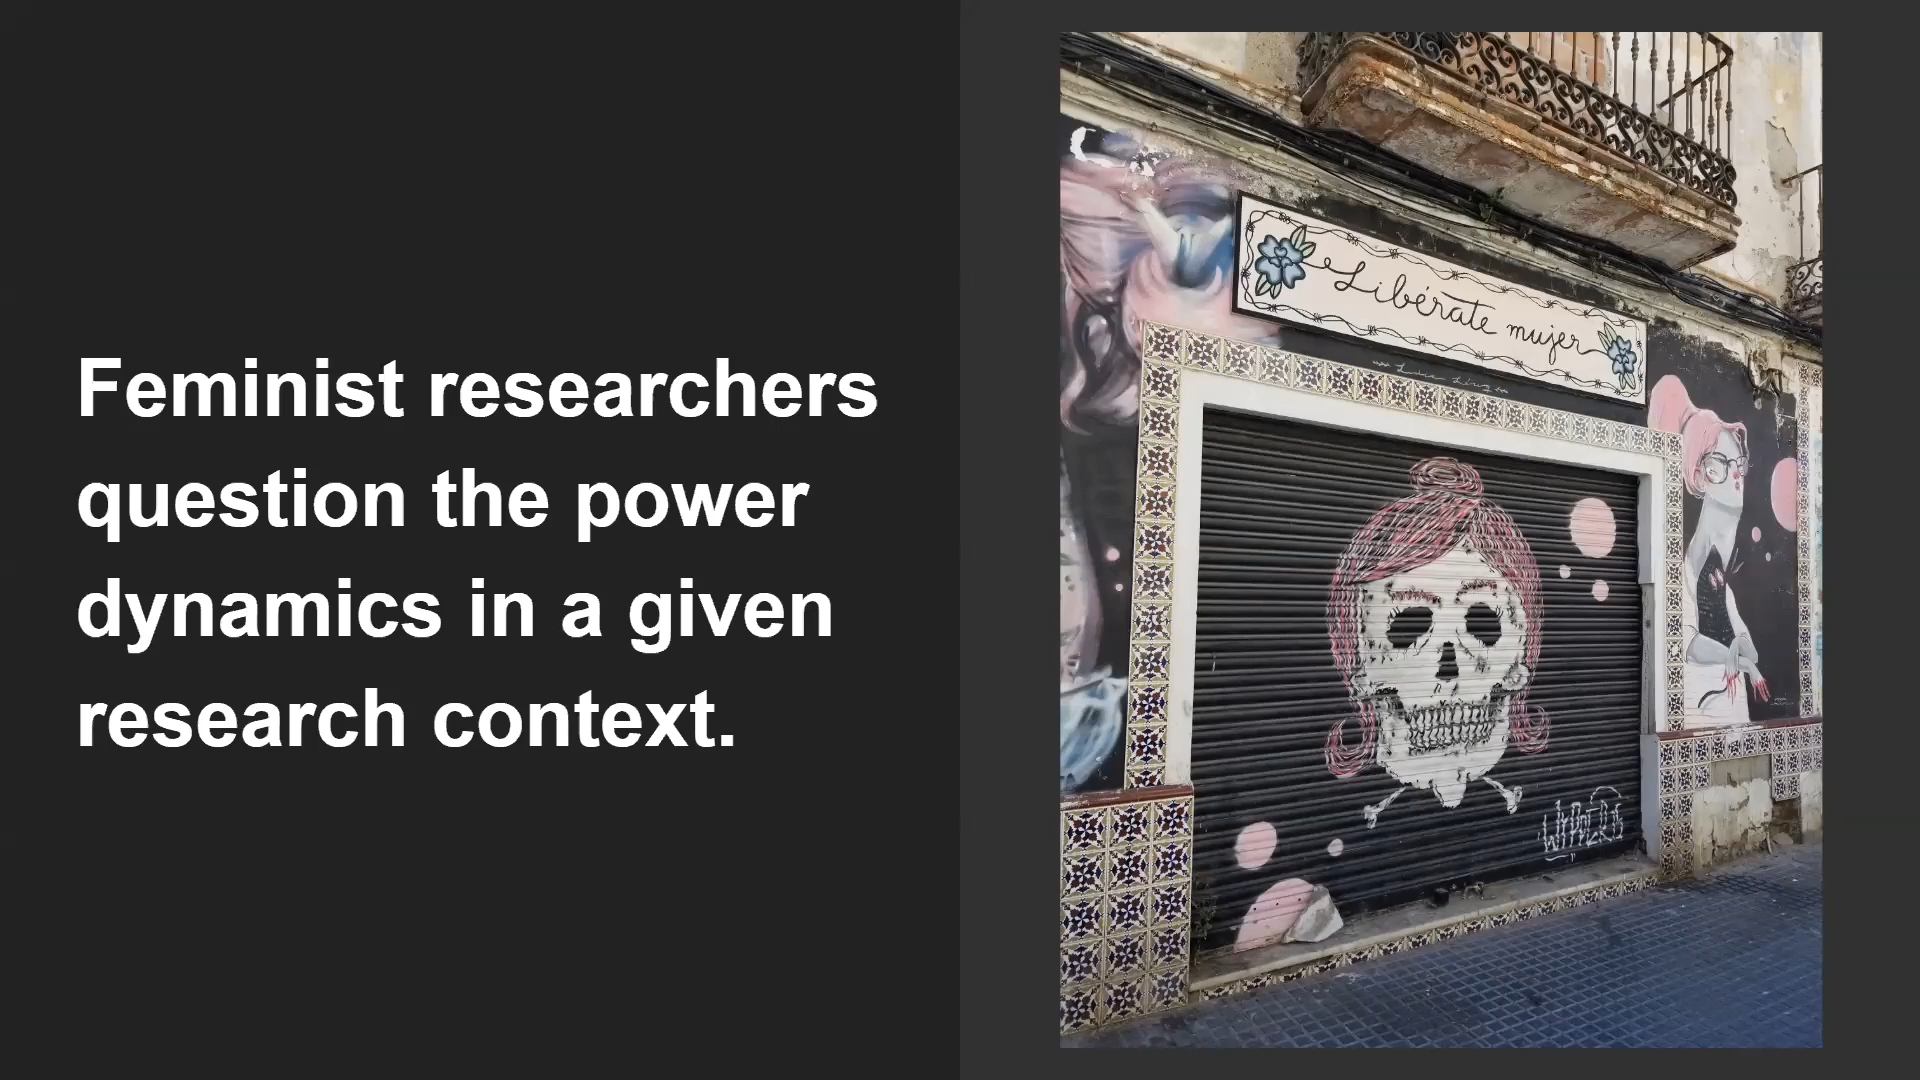 Feminist researchers
question the power
dynamics in a given
research context.
Libérate mujer